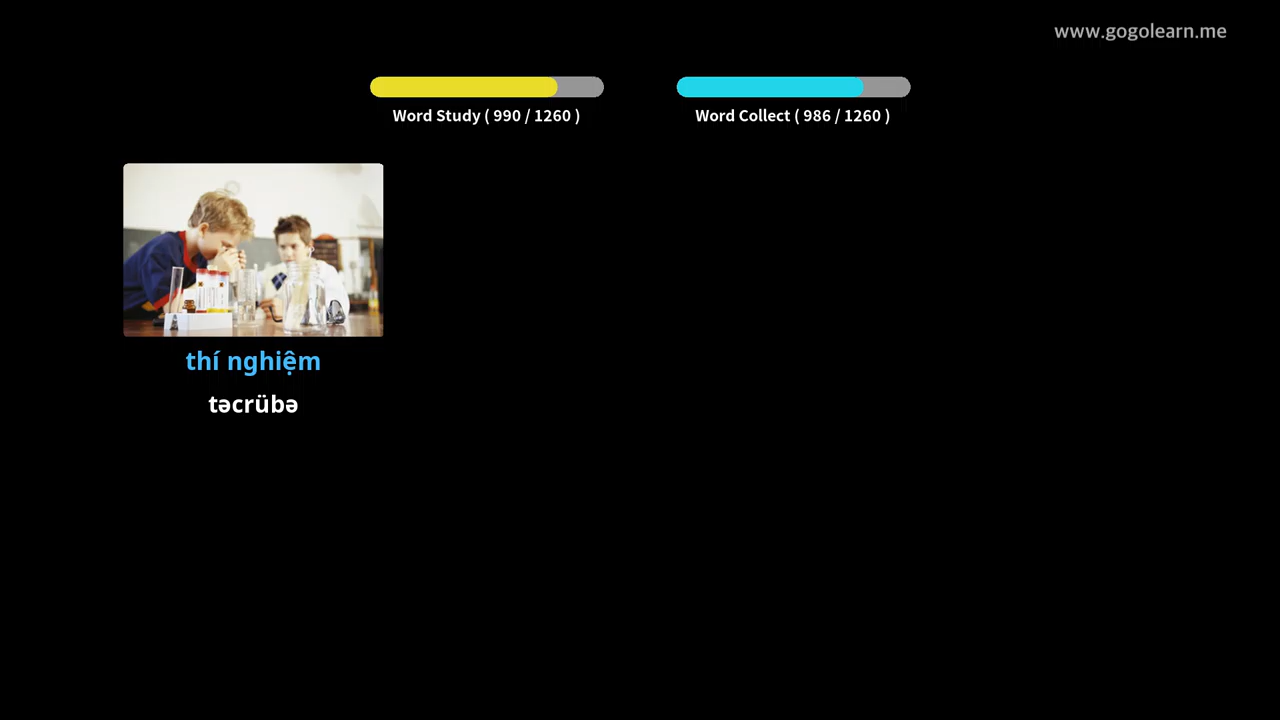 www.gogolearn.me
Word Study ( 990 / 1260 )
Word Collect ( 986 / 1260 )
thí nghiệm
təcrübə